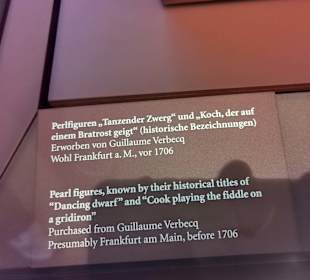 Perlfiguren „Tanzender Zwerg“ und „Koch, der auf
einem Bratrost geigt“ (historische Bezeichnungen)
Erworben von Guillaume Verbecq
Wohl Frankfurt a. M., vor 1706
Pearl figures, known by their historical titles of
“Dancing dwarf” and “Cook playing the fiddle on
a gridiron”
Purchased from Guillaume Verbecq
Presumably Frankfurt am Main, before 1706